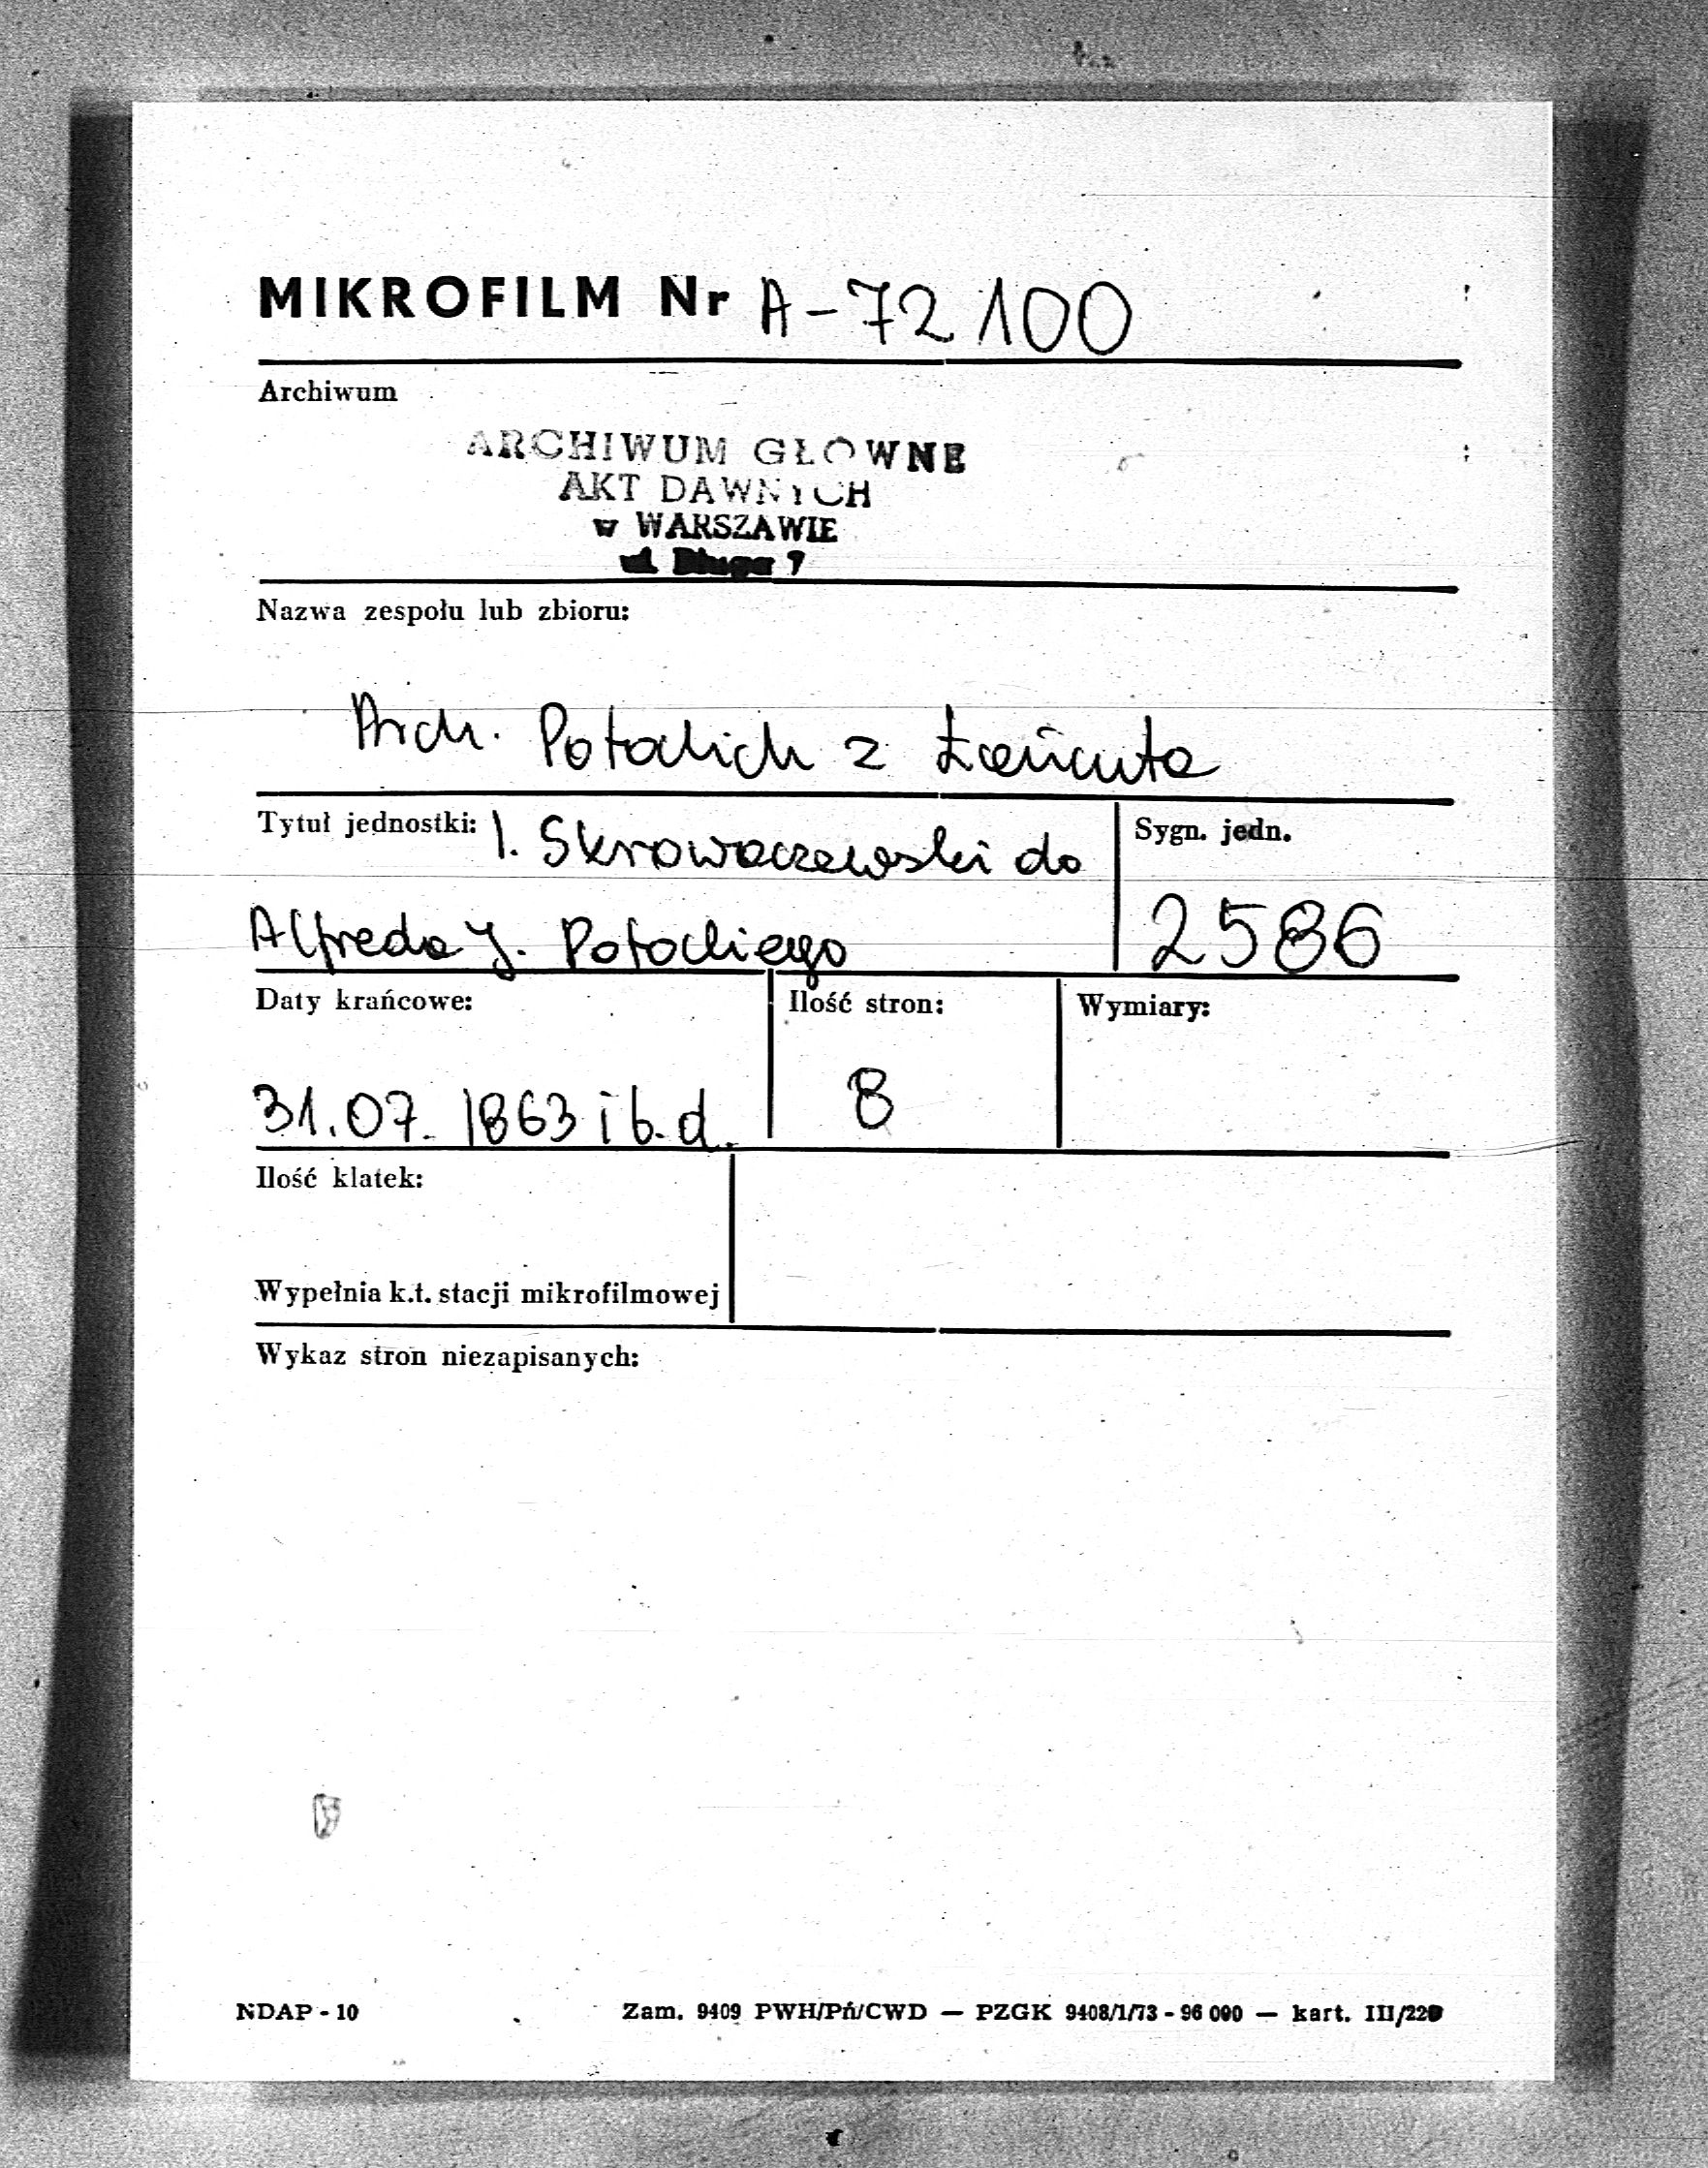 MIKROFILM Nr A-72100
Archiwum
ARCHIWUM GŁÓWNE
AKT DAWNYCH
w WARSZAWIE
ul. Długa 7
Nazwa zespołu lub zbioru:
Arch. Potockich z Łańcuta
Tytuł jednostki: I. Skrowaczewski do
Alfreda J. Potockiego
Sygn. jedn.
2586
Daty krańcowe:
31.07.1863 i b.d.
Ilość stron:
8
Wymiary:
Ilość klatek:
Wypełnia k.t. stacji mikrofilmowej
Wykaz stron niezapisanych:
NDAP - 10
Zam. 9409 PWH/Pń/CWD — PZGK 9408/1/73 - 96 000 — kart. III/220